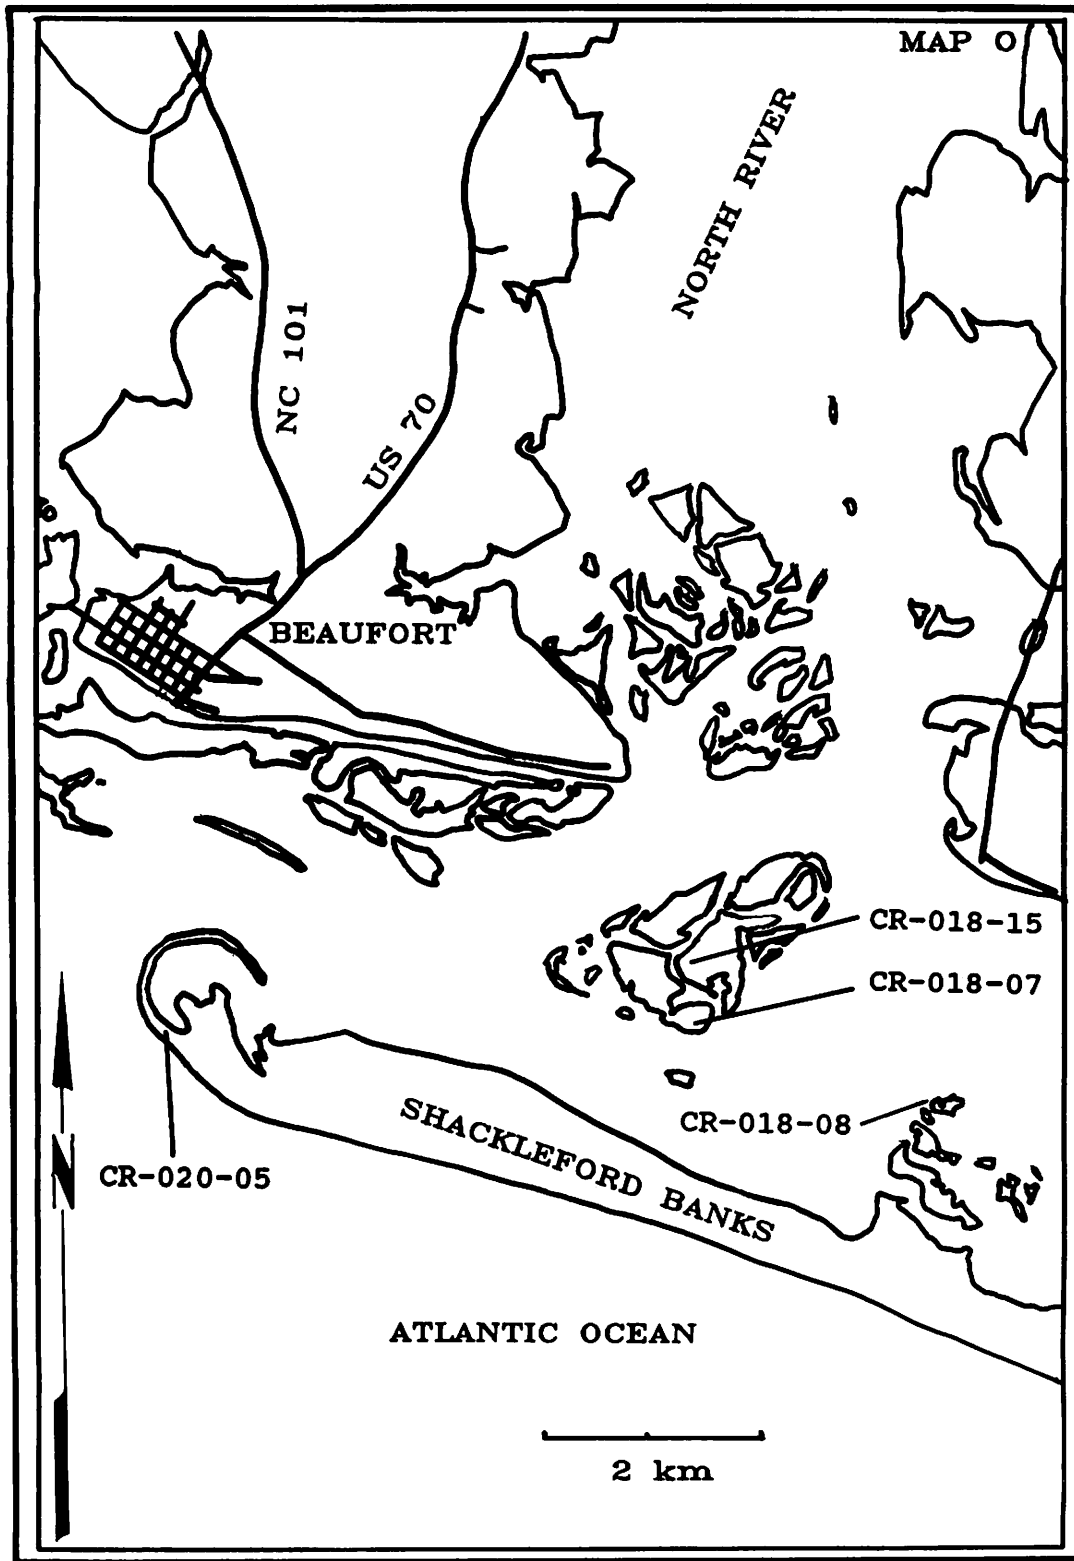 MAP O
NORTH RIVER
NC 101
US 70
BEAUFORT
CR-018-15
CR-018-07
CR-018-08
SHACKLEFORD BANKS
N
CR-020-05
ATLANTIC OCEAN
2 km